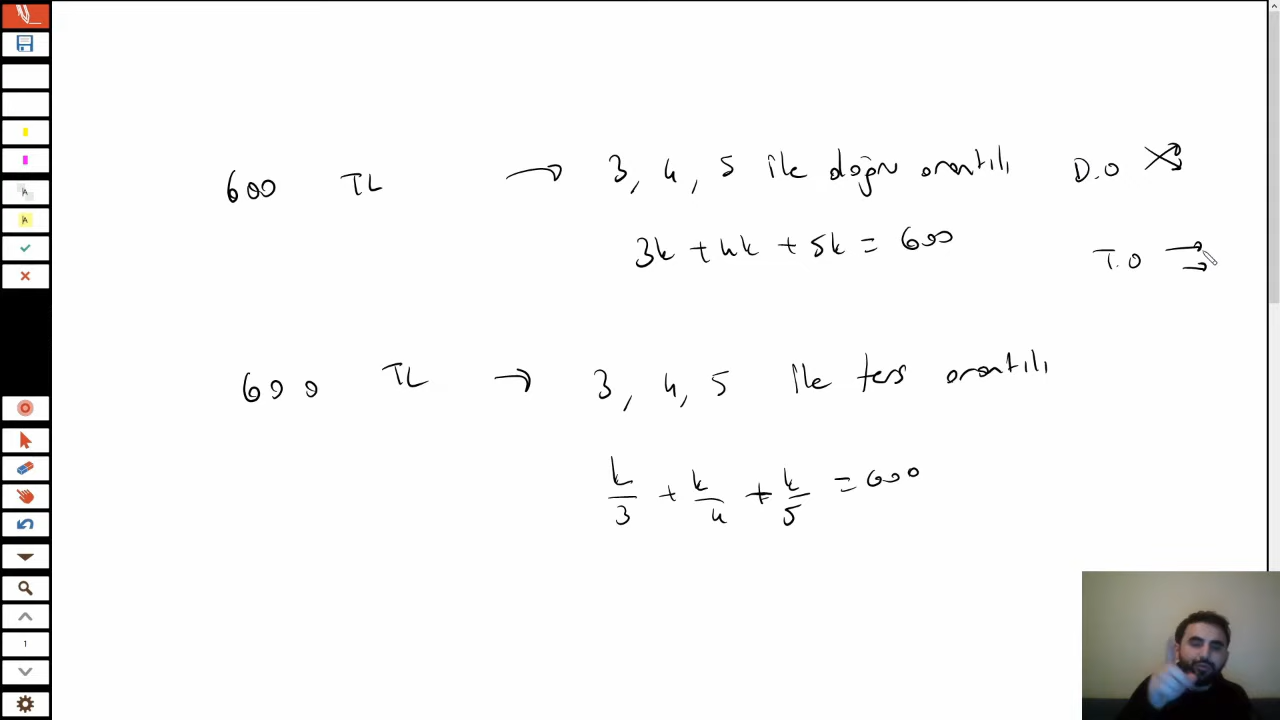 600 TL → 3, 4, 5 ile doğru orantılı D.O
3k + 4k + 5k = 600 T.O
600 TL → 3, 4, 5 ile ters orantılı
k/3 + k/4 + k/5 = 600
1